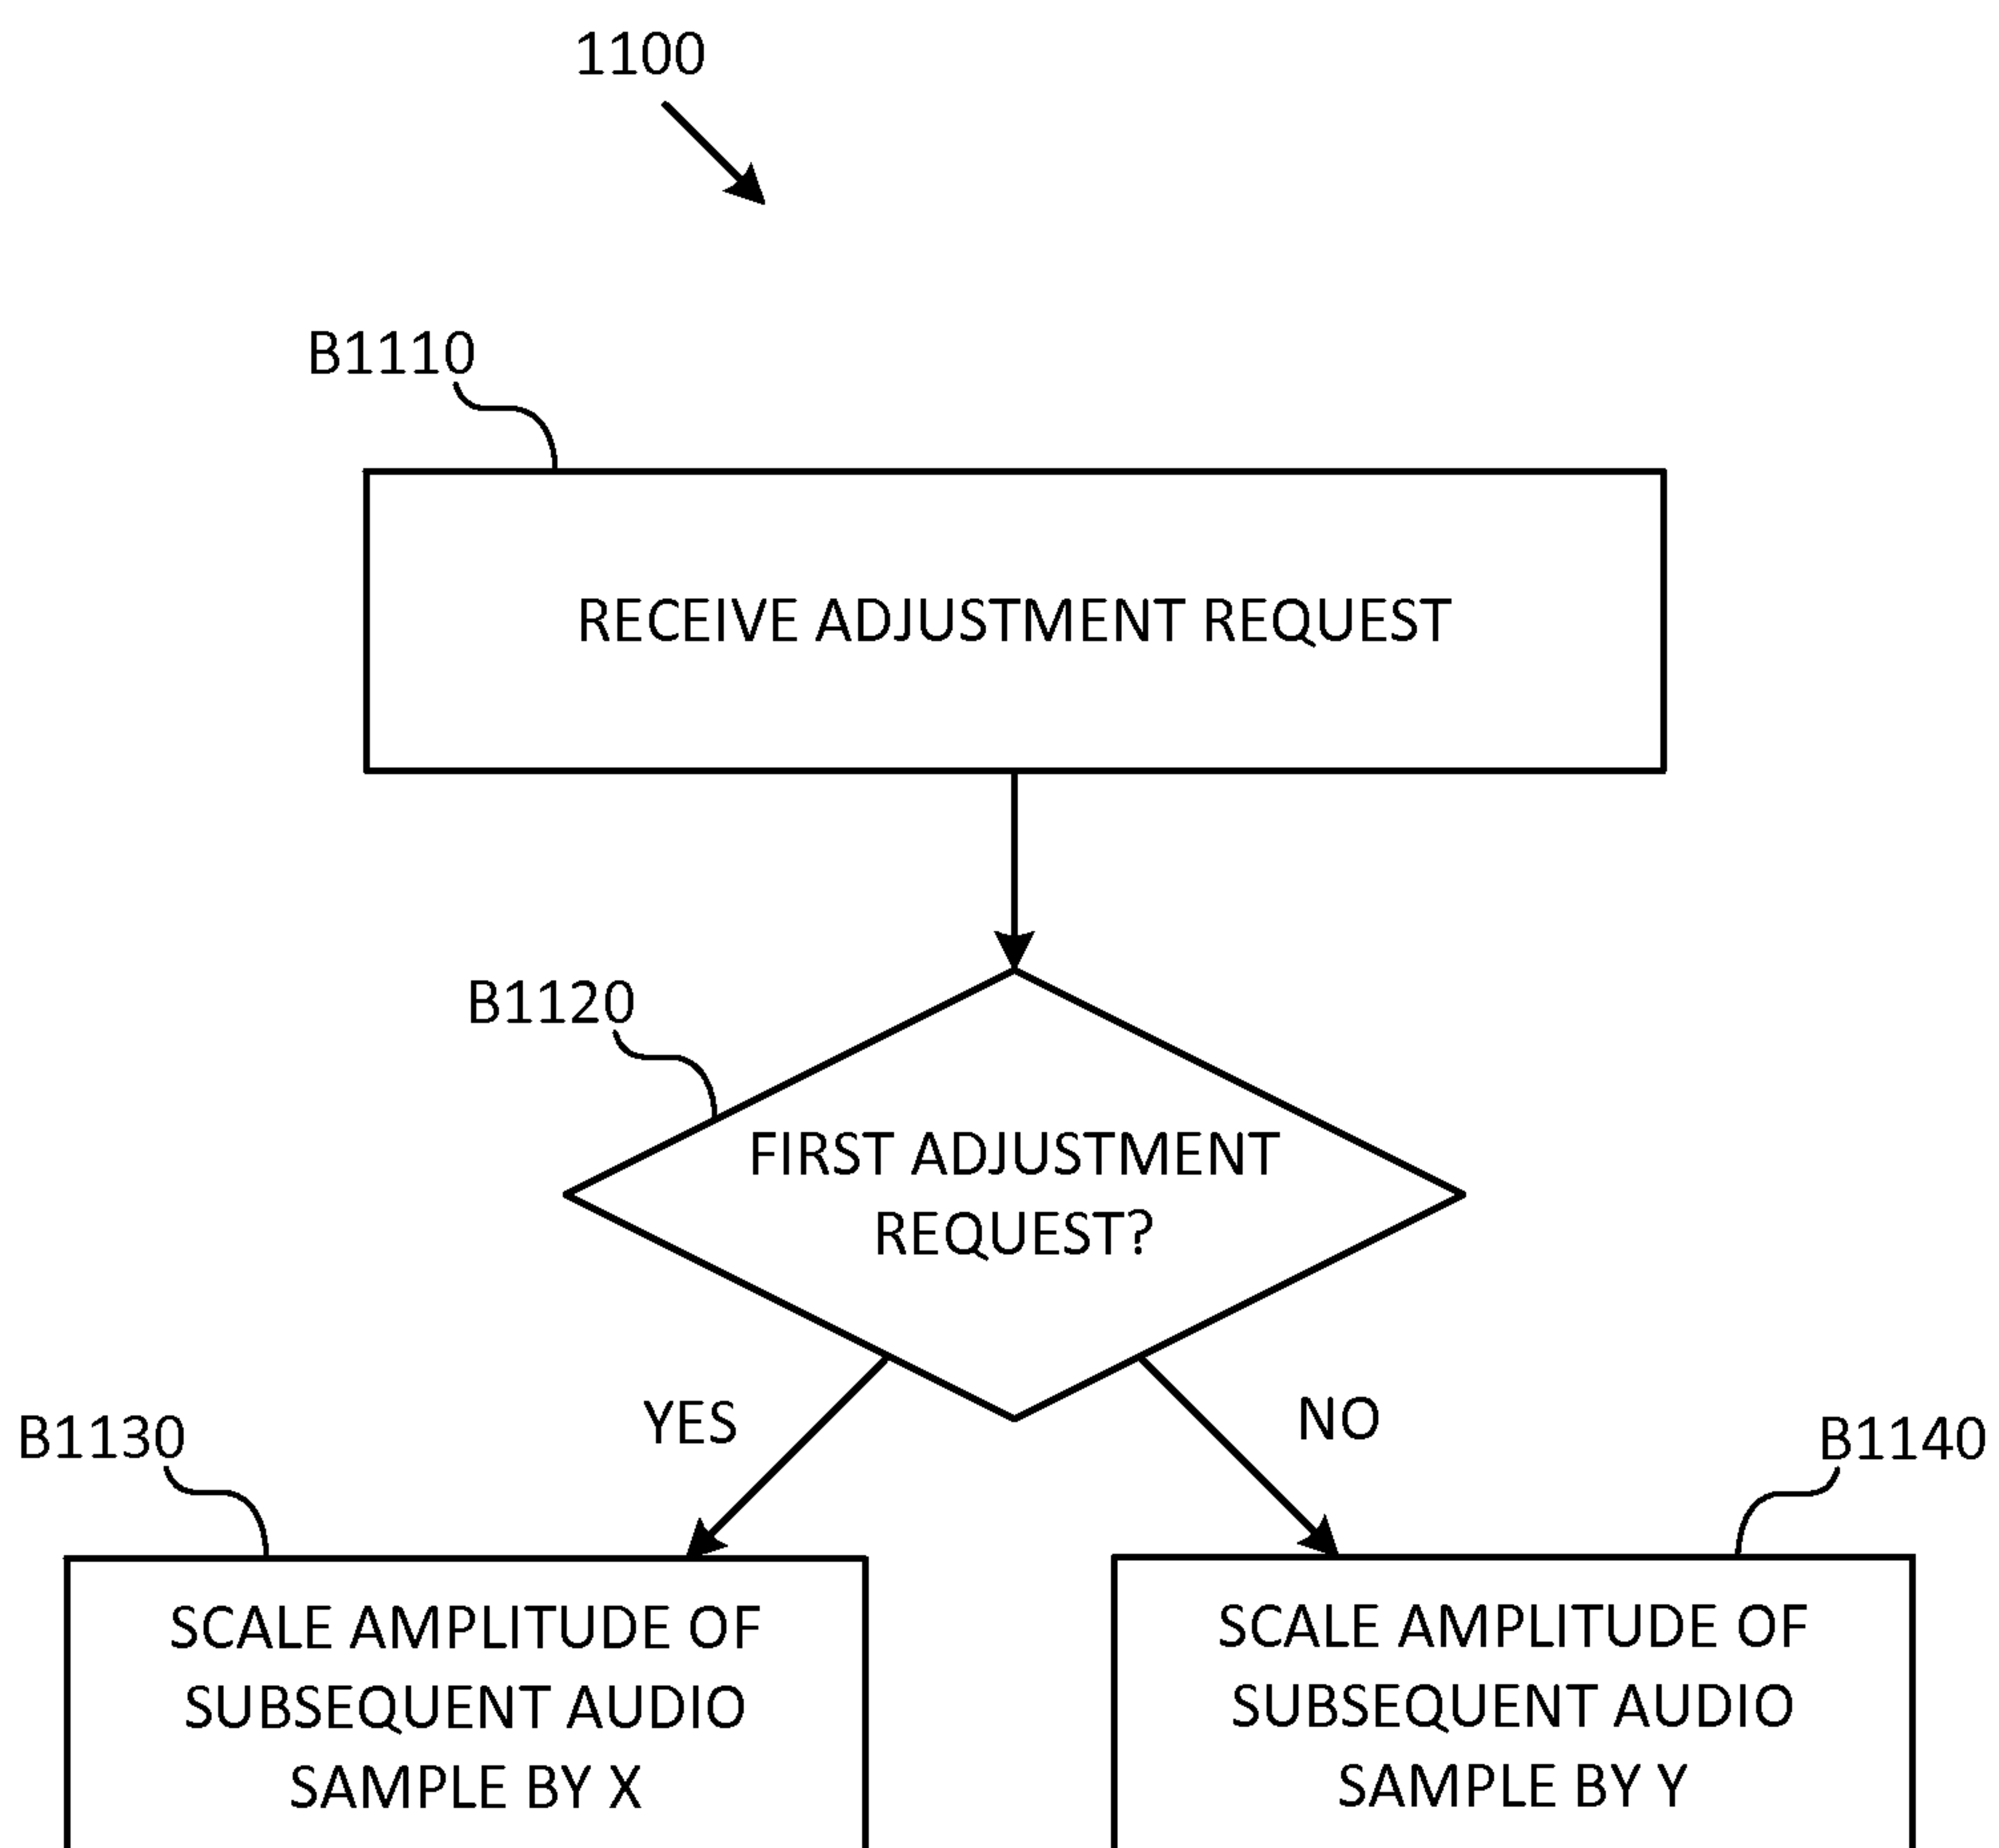 1100
B1110
RECEIVE ADJUSTMENT REQUEST
B1120
FIRST ADJUSTMENT
REQUEST?
YES
NO
B1130
B1140
SCALE AMPLITUDE OF
SUBSEQUENT AUDIO
SAMPLE BY X
SCALE AMPLITUDE OF
SUBSEQUENT AUDIO
SAMPLE BY Y